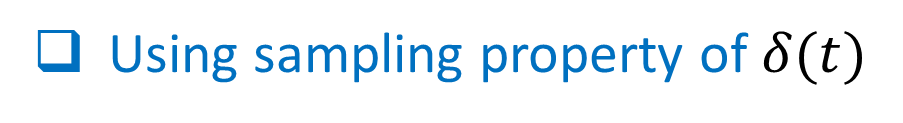 ❑ Using sampling property of 𝛿(𝑡)